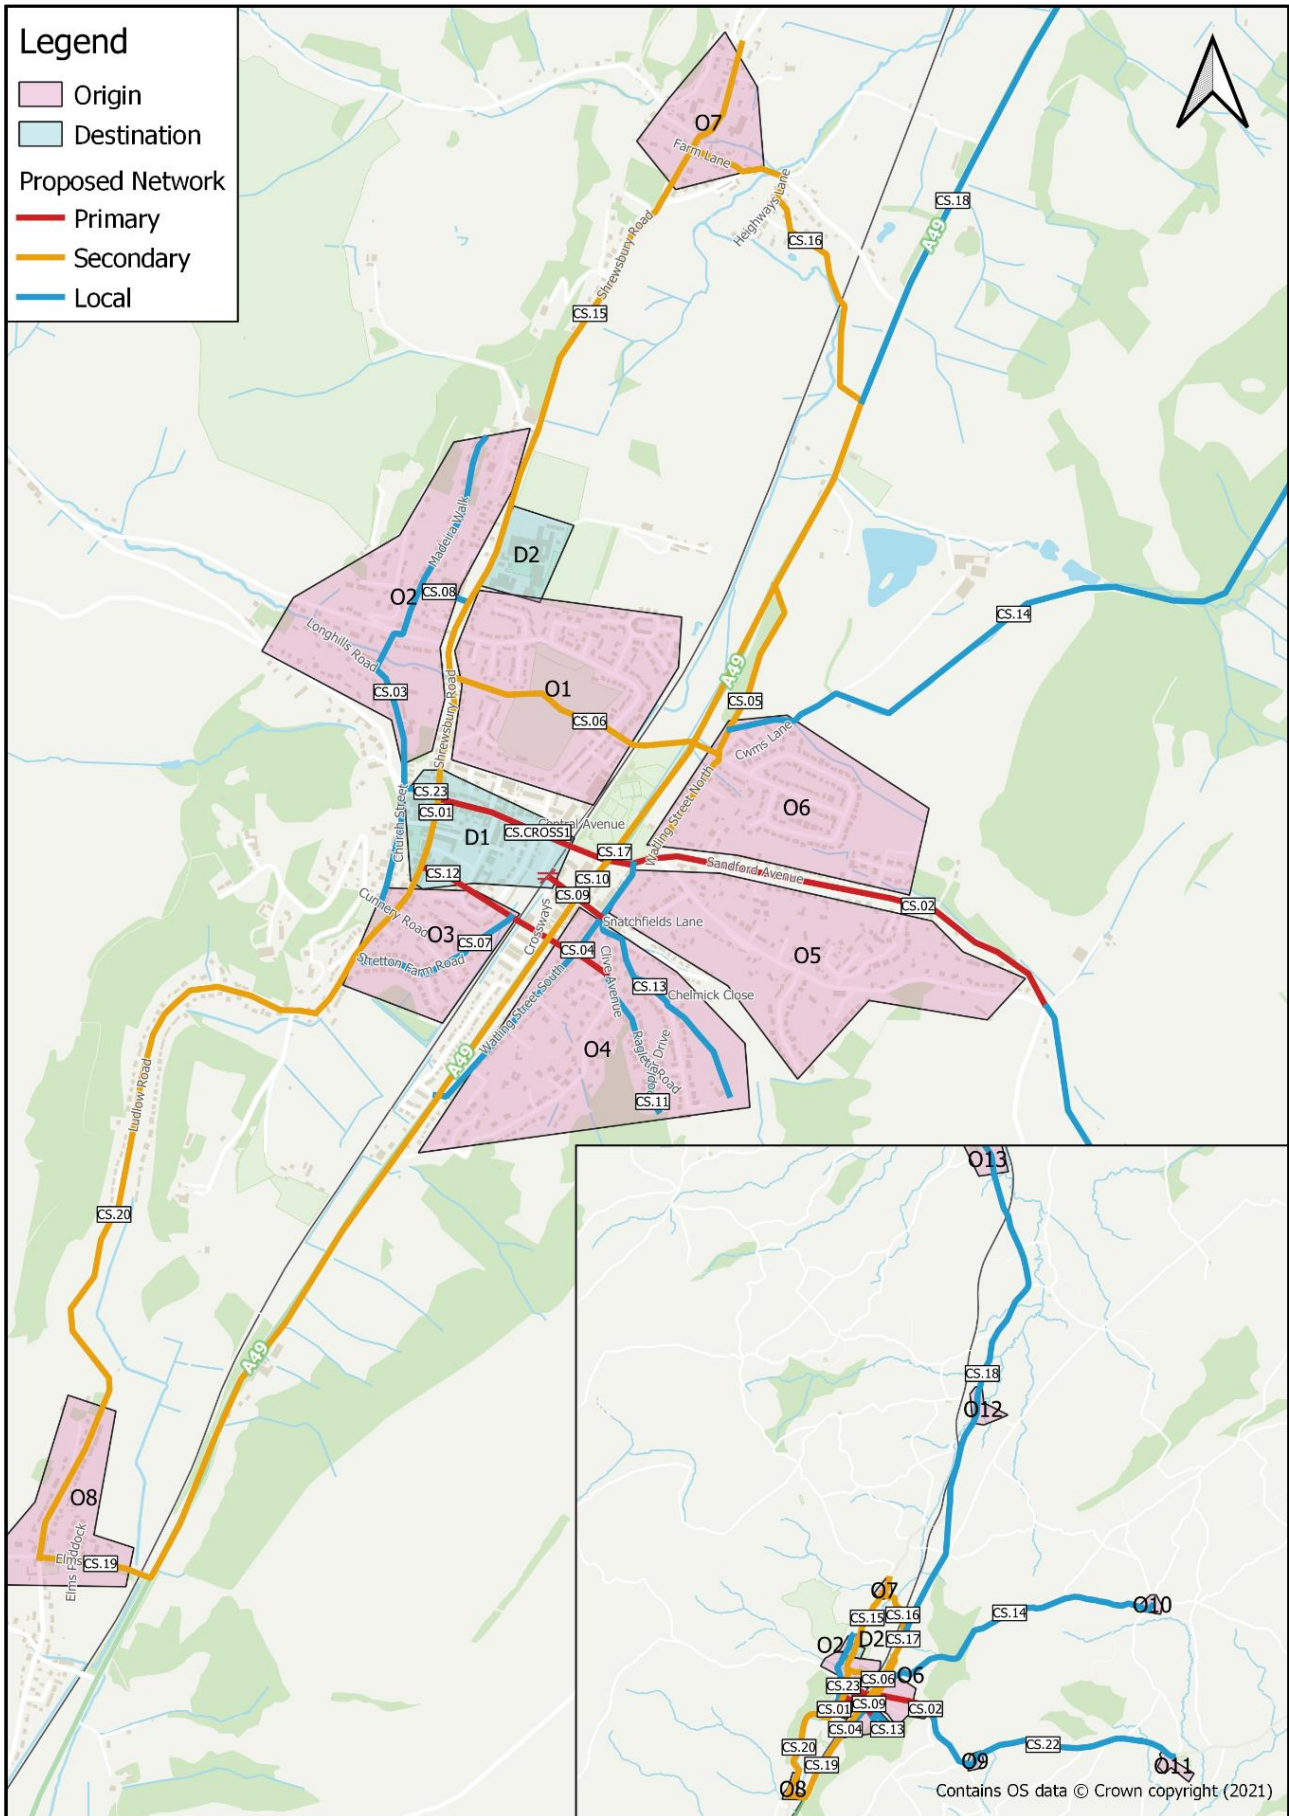 Legend
Origin
Destination
Proposed Network
Primary
Secondary
Local
O7
Farm Lane
Heighways Lane
CS.16
CS.18
A49
Shrewsbury Road
CS.15
Madeira Walk
D2
CS.08
O2
Longhills Road
CS.03
Shrewsbury Road
O1
CS.06
A49
CS.05
CS.14
Cwms Lane
O6
Watling Street North
CS.23
CS.01
Church Street
D1
CS.CROSS1
Central Avenue
CS.17
Sandford Avenue
CS.02
CS.12
CS.10
CS.09
Cunnery Road
O3
CS.07
Stretton Farm Road
Crossways
CS.04
Snatchfields Lane
O5
Clive Avenue
CS.13
Chelmick Close
Watling Street South
O4
Ragleth Road
Poplar Drive
CS.11
A49
Ludlow Road
CS.20
A49
O8
Elms
CS.19
Elms Paddock
O13
CS.18
O12
O7
CS.15
CS.16
CS.14
O10
O2
D2
CS.17
CS.06
O6
CS.23
CS.09
CS.01
CS.02
CS.04
CS.13
CS.20
CS.19
O9
CS.22
O11
O8
Contains OS data © Crown copyright (2021)